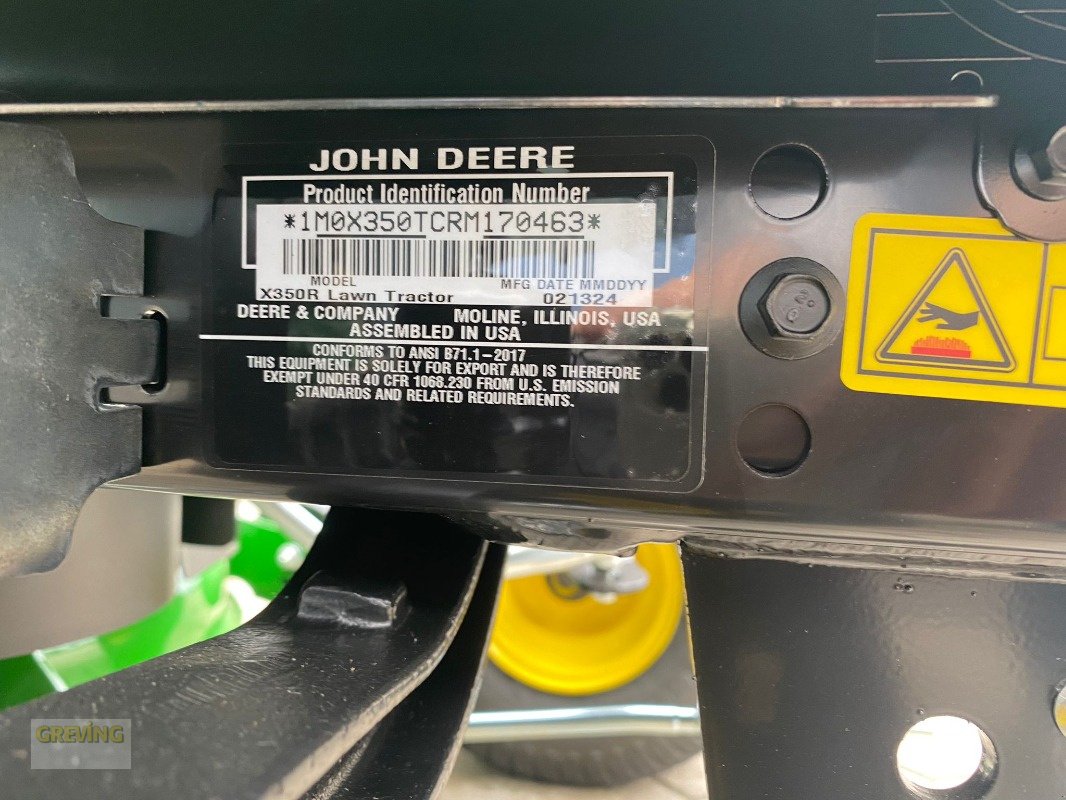 JOHN DEERE
Product Identification Number
*1M0X350TCRM170463*
MODEL MFG DATE MMDDYY
X350R Lawn Tractor 021324
DEERE & COMPANY MOLINE, ILLINOIS, USA
ASSEMBLED IN USA
CONFORMS TO ANSI B71.1-2017
THIS EQUIPMENT IS SOLELY FOR EXPORT AND IS THEREFORE
EXEMPT UNDER 40 CFR 1068.230 FROM U.S. EMISSION
STANDARDS AND RELATED REQUIREMENTS.
GREVING